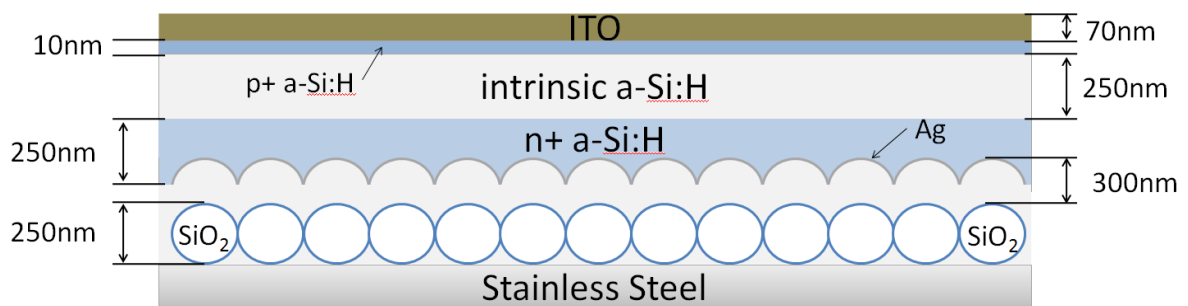 ITO
70nm
10nm
p+ a-Si:H
intrinsic a-Si:H
250nm
n+ a-Si:H
Ag
250nm
300nm
250nm
SiO₂
SiO₂
Stainless Steel